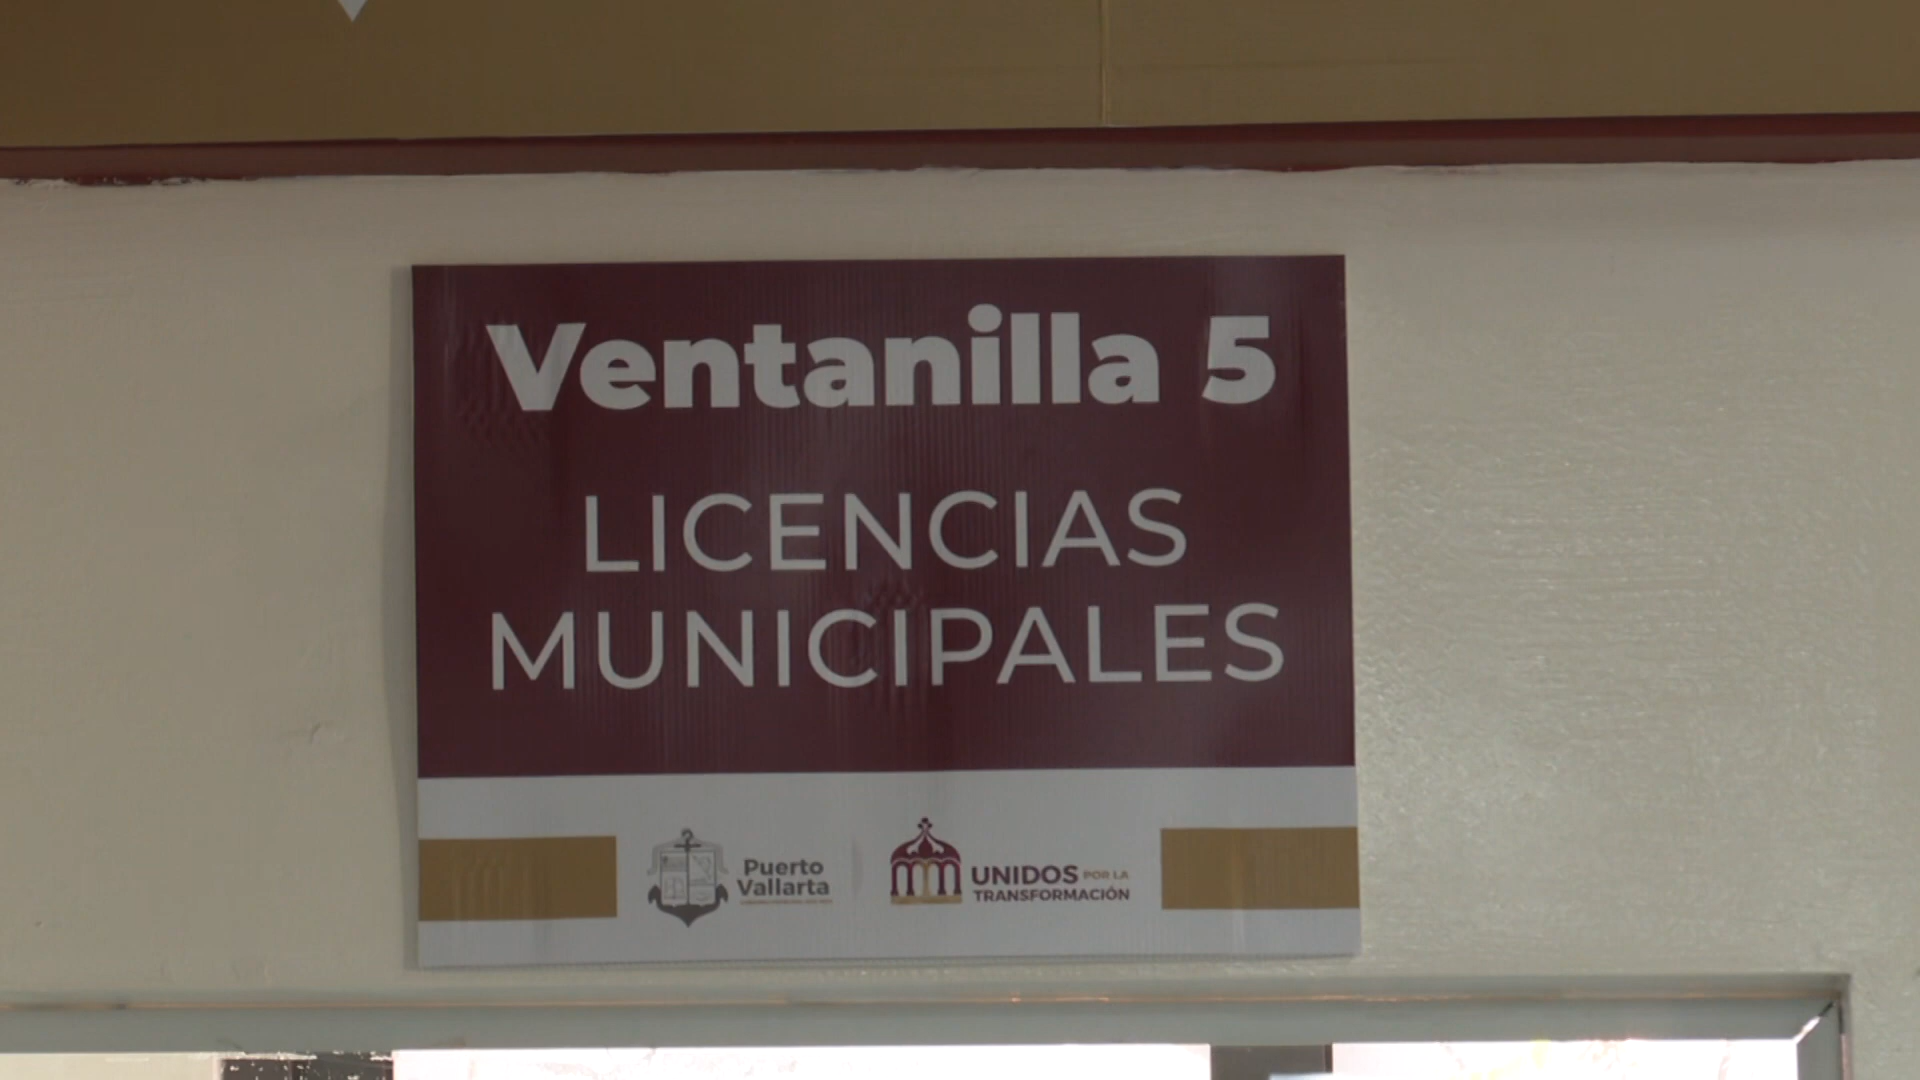 Ventanilla 5
LICENCIAS
MUNICIPALES
Puerto
Vallarta
UNIDOS POR LA
TRANSFORMACIÓN